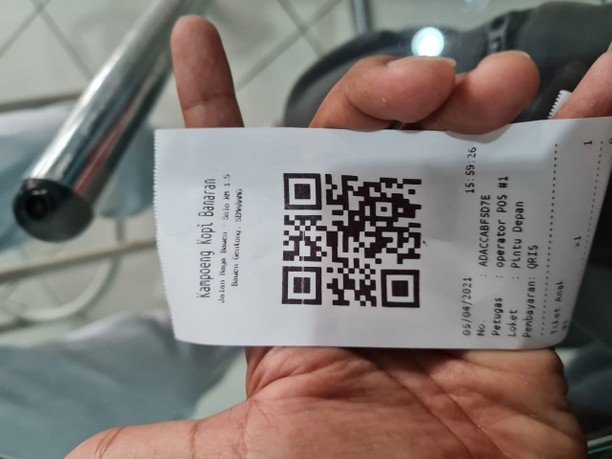 Kampoeng Kopi Banaran
Jalan Raya Bawen - Solo KM 1.5
Bawen Gentong, SEMARANG
05/04/2021 15:59:26
No : ADACCABF5D7E
Petugas : operator POS #1
Loket : Pintu Depan
Pembayaran: QRIS
Tiket Anak 1
x1